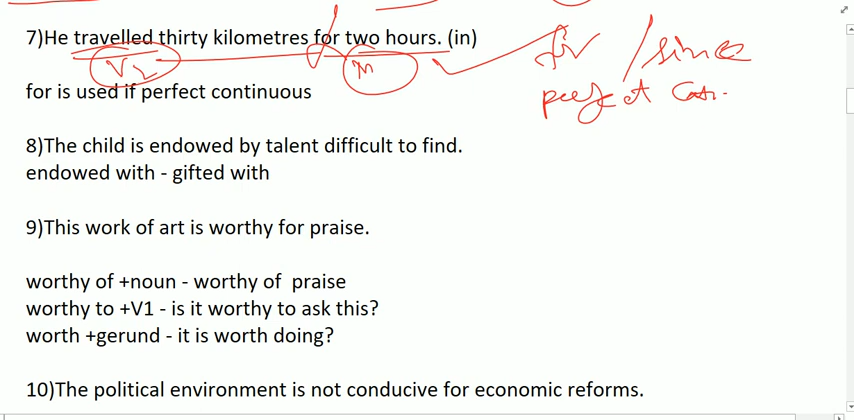 7)He travelled thirty kilometres for two hours. (in)
V2
in
for / since
for is used if perfect continuous
perfect
8)The child is endowed by talent difficult to find.
endowed with - gifted with
9)This work of art is worthy for praise.
worthy of +noun - worthy of praise
worthy to +V1 - is it worthy to ask this?
worth +gerund - it is worth doing?
10)The political environment is not conducive for economic reforms.